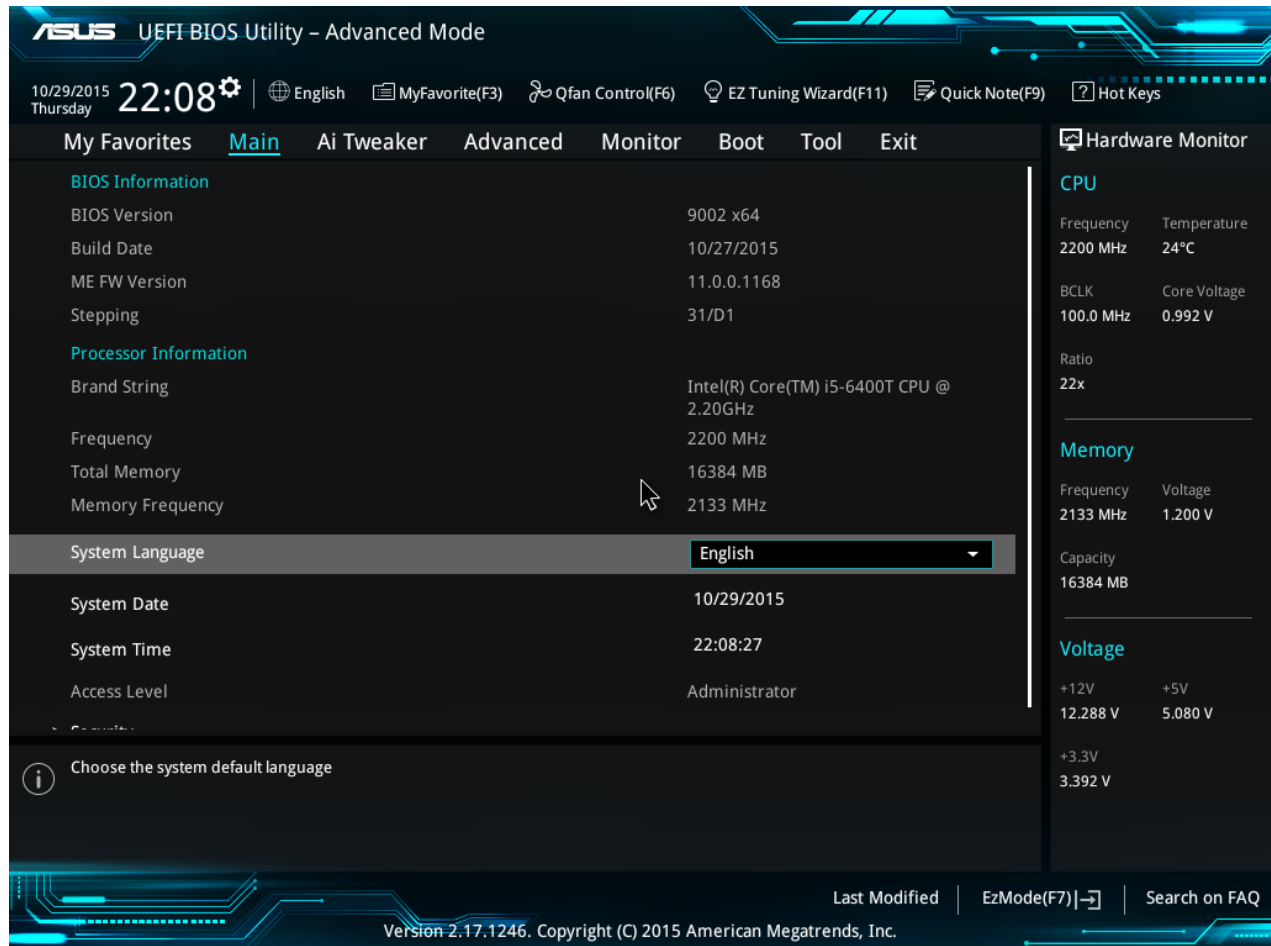 ASUS UEFI BIOS Utility – Advanced Mode
10/29/2015
Thursday
22:08
English MyFavorite(F3) Qfan Control(F6) EZ Tuning Wizard(F11) Quick Note(F9) ? Hot Keys
My Favorites Main Ai Tweaker Advanced Monitor Boot Tool Exit
BIOS Information
BIOS Version 9002 x64
Build Date 10/27/2015
ME FW Version 11.0.0.1168
Stepping 31/D1
Processor Information
Brand String Intel(R) Core(TM) i5-6400T CPU @
2.20GHz
Frequency 2200 MHz
Total Memory 16384 MB
Memory Frequency 2133 MHz
System Language English
System Date 10/29/2015
System Time 22:08:27
Access Level Administrator
> Security
Choose the system default language
Hardware Monitor
CPU
Frequency Temperature
2200 MHz 24°C
BCLK Core Voltage
100.0 MHz 0.992 V
Ratio
22x
Memory
Frequency Voltage
2133 MHz 1.200 V
Capacity
16384 MB
Voltage
+12V +5V
12.288 V 5.080 V
+3.3V
3.392 V
Last Modified EzMode(F7) Search on FAQ
Version 2.17.1246. Copyright (C) 2015 American Megatrends, Inc.